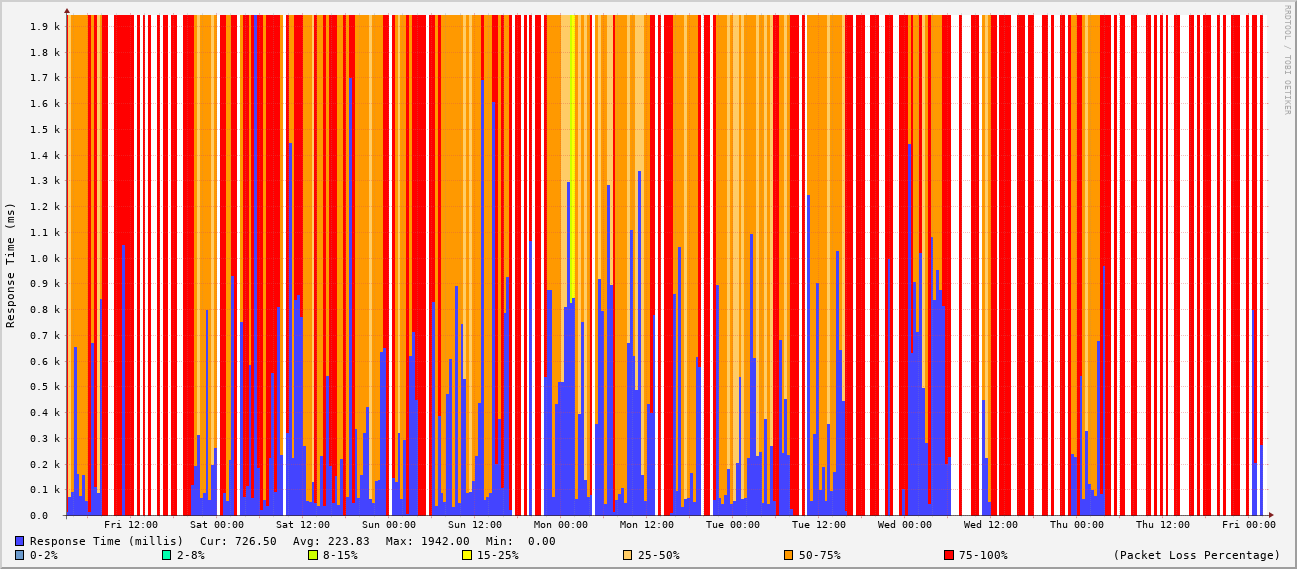 RRDTOOL / TOBI OETIKER
Response Time (ms)
1.9 k
1.8 k
1.7 k
1.6 k
1.5 k
1.4 k
1.3 k
1.2 k
1.1 k
1.0 k
0.9 k
0.8 k
0.7 k
0.6 k
0.5 k
0.4 k
0.3 k
0.2 k
0.1 k
0.0
Fri 12:00 Sat 00:00 Sat 12:00 Sun 00:00 Sun 12:00 Mon 00:00 Mon 12:00 Tue 00:00 Tue 12:00 Wed 00:00 Wed 12:00 Thu 00:00 Thu 12:00 Fri 00:00
Response Time (millis) Cur: 726.50 Avg: 223.83 Max: 1942.00 Min: 0.00
0-2% 2-8% 8-15% 15-25% 25-50% 50-75% 75-100% (Packet Loss Percentage)